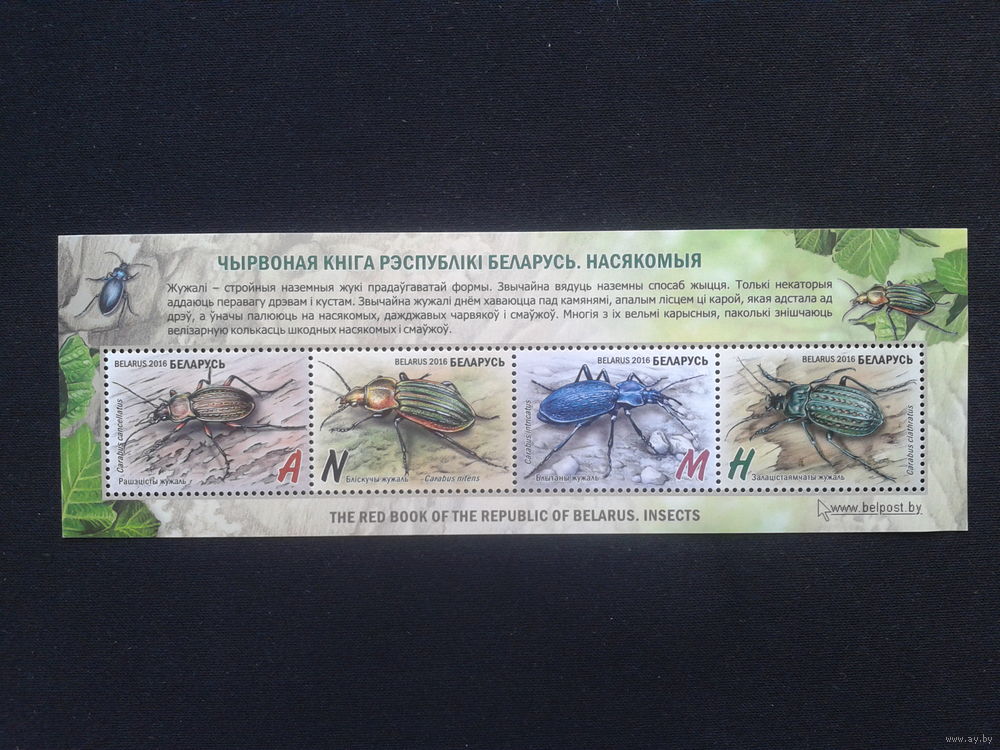 ЧЫРВОНАЯ КНІГА РЭСПУБЛІКІ БЕЛАРУСЬ. НАСЯКОМЫЯ
Жужалі – стройныя наземныя жукі прадаўгаватай формы. Звычайна вядуць наземны спосаб жыцця. Толькі некаторыя
аддаюць перавагу дрэвам і кустам. Звычайна жужалі днём хаваюцца пад камянямі, апалым лісцем ці карой, якая адстала ад
дрэў, а ўначы палююць на насякомых, дажджавых чарвякоў і смаўжоў. Многія з іх вельмі карысныя, паколькі знішчаюць
велізарную колькасць шкодных насякомых і смаўжоў.
BELARUS 2016 БЕЛАРУСЬ
Carabus cancellatus
Рашэцісты жужаль
A
BELARUS 2016 БЕЛАРУСЬ
N
Бліскучы жужаль Carabus nitens
BELARUS 2016 БЕЛАРУСЬ
Carabus intricatus
Блытаны жужаль
M
BELARUS 2016 БЕЛАРУСЬ
Carabus clathratus
H
Залацістаямчаты жужаль
THE RED BOOK OF THE REPUBLIC OF BELARUS. INSECTS
www.belpost.by
www.ay.by